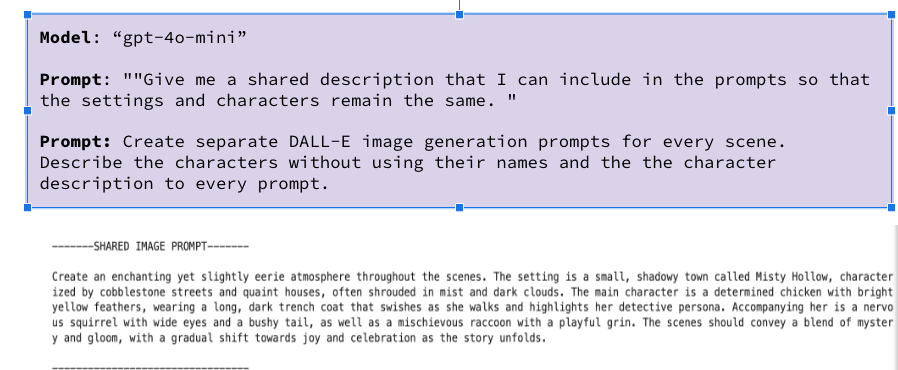 Model: “gpt-4o-mini”
Prompt: ""Give me a shared description that I can include in the prompts so that
the settings and characters remain the same. "
Prompt: Create separate DALL-E image generation prompts for every scene.
Describe the characters without using their names and the the character
description to every prompt.
-------SHARED IMAGE PROMPT-------
Create an enchanting yet slightly eerie atmosphere throughout the scenes. The setting is a small, shadowy town called Misty Hollow, character
ized by cobblestone streets and quaint houses, often shrouded in mist and dark clouds. The main character is a determined chicken with bright
yellow feathers, wearing a long, dark trench coat that swishes as she walks and highlights her detective persona. Accompanying her is a nervo
us squirrel with wide eyes and a bushy tail, as well as a mischievous raccoon with a playful grin. The scenes should convey a blend of myster
y and gloom, with a gradual shift towards joy and celebration as the story unfolds.
---------------------------------